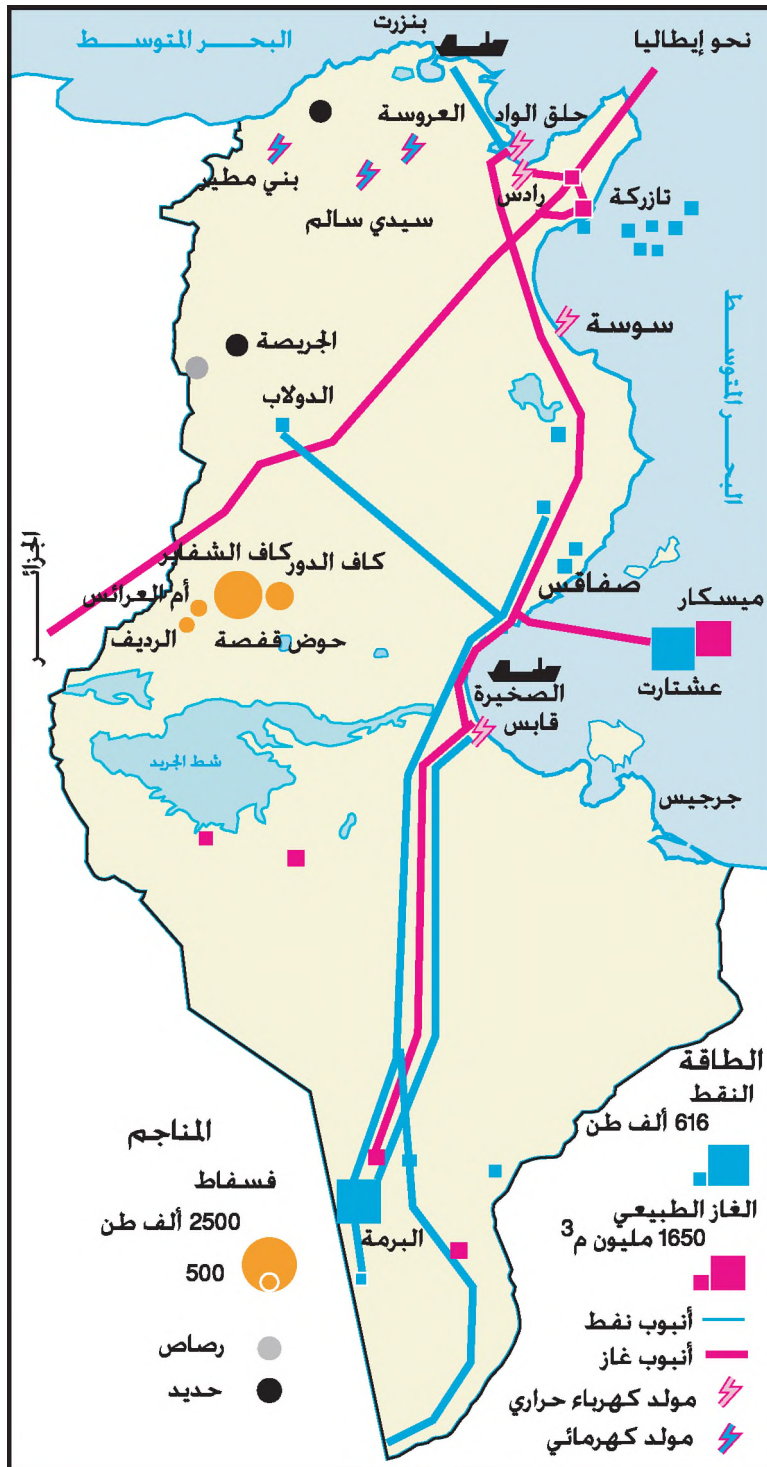 بنزرت
نحو إيطاليا
البحر المتوسط
حلق الواد
العروسة
بني مطير
رادس
تازركة
سيدي سالم
سوسة
الجريصة
البحر المتوسط
الدولاب
الجزائر
كاف الشفاير
كاف الدور
أم العرائس
صفاقس
ميسكار
الرديف
حوض قفصة
عشتارت
الصخيرة
قابس
شط الجريد
جرجيس
البرمة
الطاقة
النقط
616 ألف طن
الغاز الطبيعي
1650 مليون م3
أنبوب نفط
أنبوب غاز
مولد كهرباء حراري
مولد كهرمائي
المناجم
فسفاط
2500 ألف طن
500
رصاص
حديد